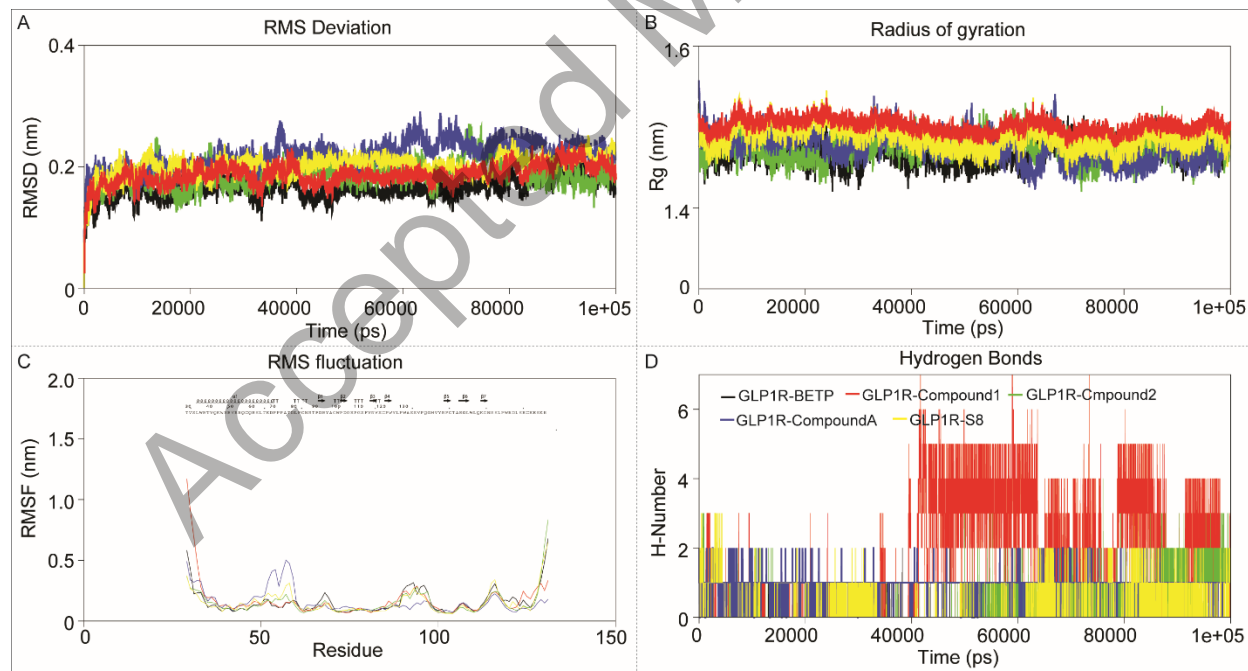 A
RMS Deviation
RMSD (nm)
0.4
0.2
0
0
20000
40000
60000
80000
1e+05
Time (ps)
B
Radius of gyration
Rg (nm)
1.6
1.4
0
0
20000
40000
60000
80000
1e+05
Time (ps)
C
RMS fluctuation
RMSF (nm)
2.0
1.5
1.0
0.5
0
0
50
100
150
Residue
D
Hydrogen Bonds
GLP1R-BETP
GLP1R-Compound1
GLP1R-Cmpound2
GLP1R-CompoundA
GLP1R-S8
H-Number
6
4
2
0
0
20000
40000
60000
80000
1e+05
Time (ps)
Accepted M